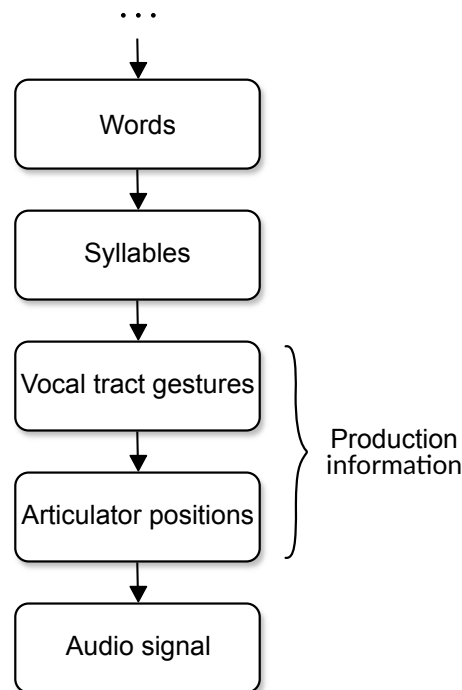 ...
Words
Syllables
Vocal tract gestures
Production
information
Articulator positions
Audio signal